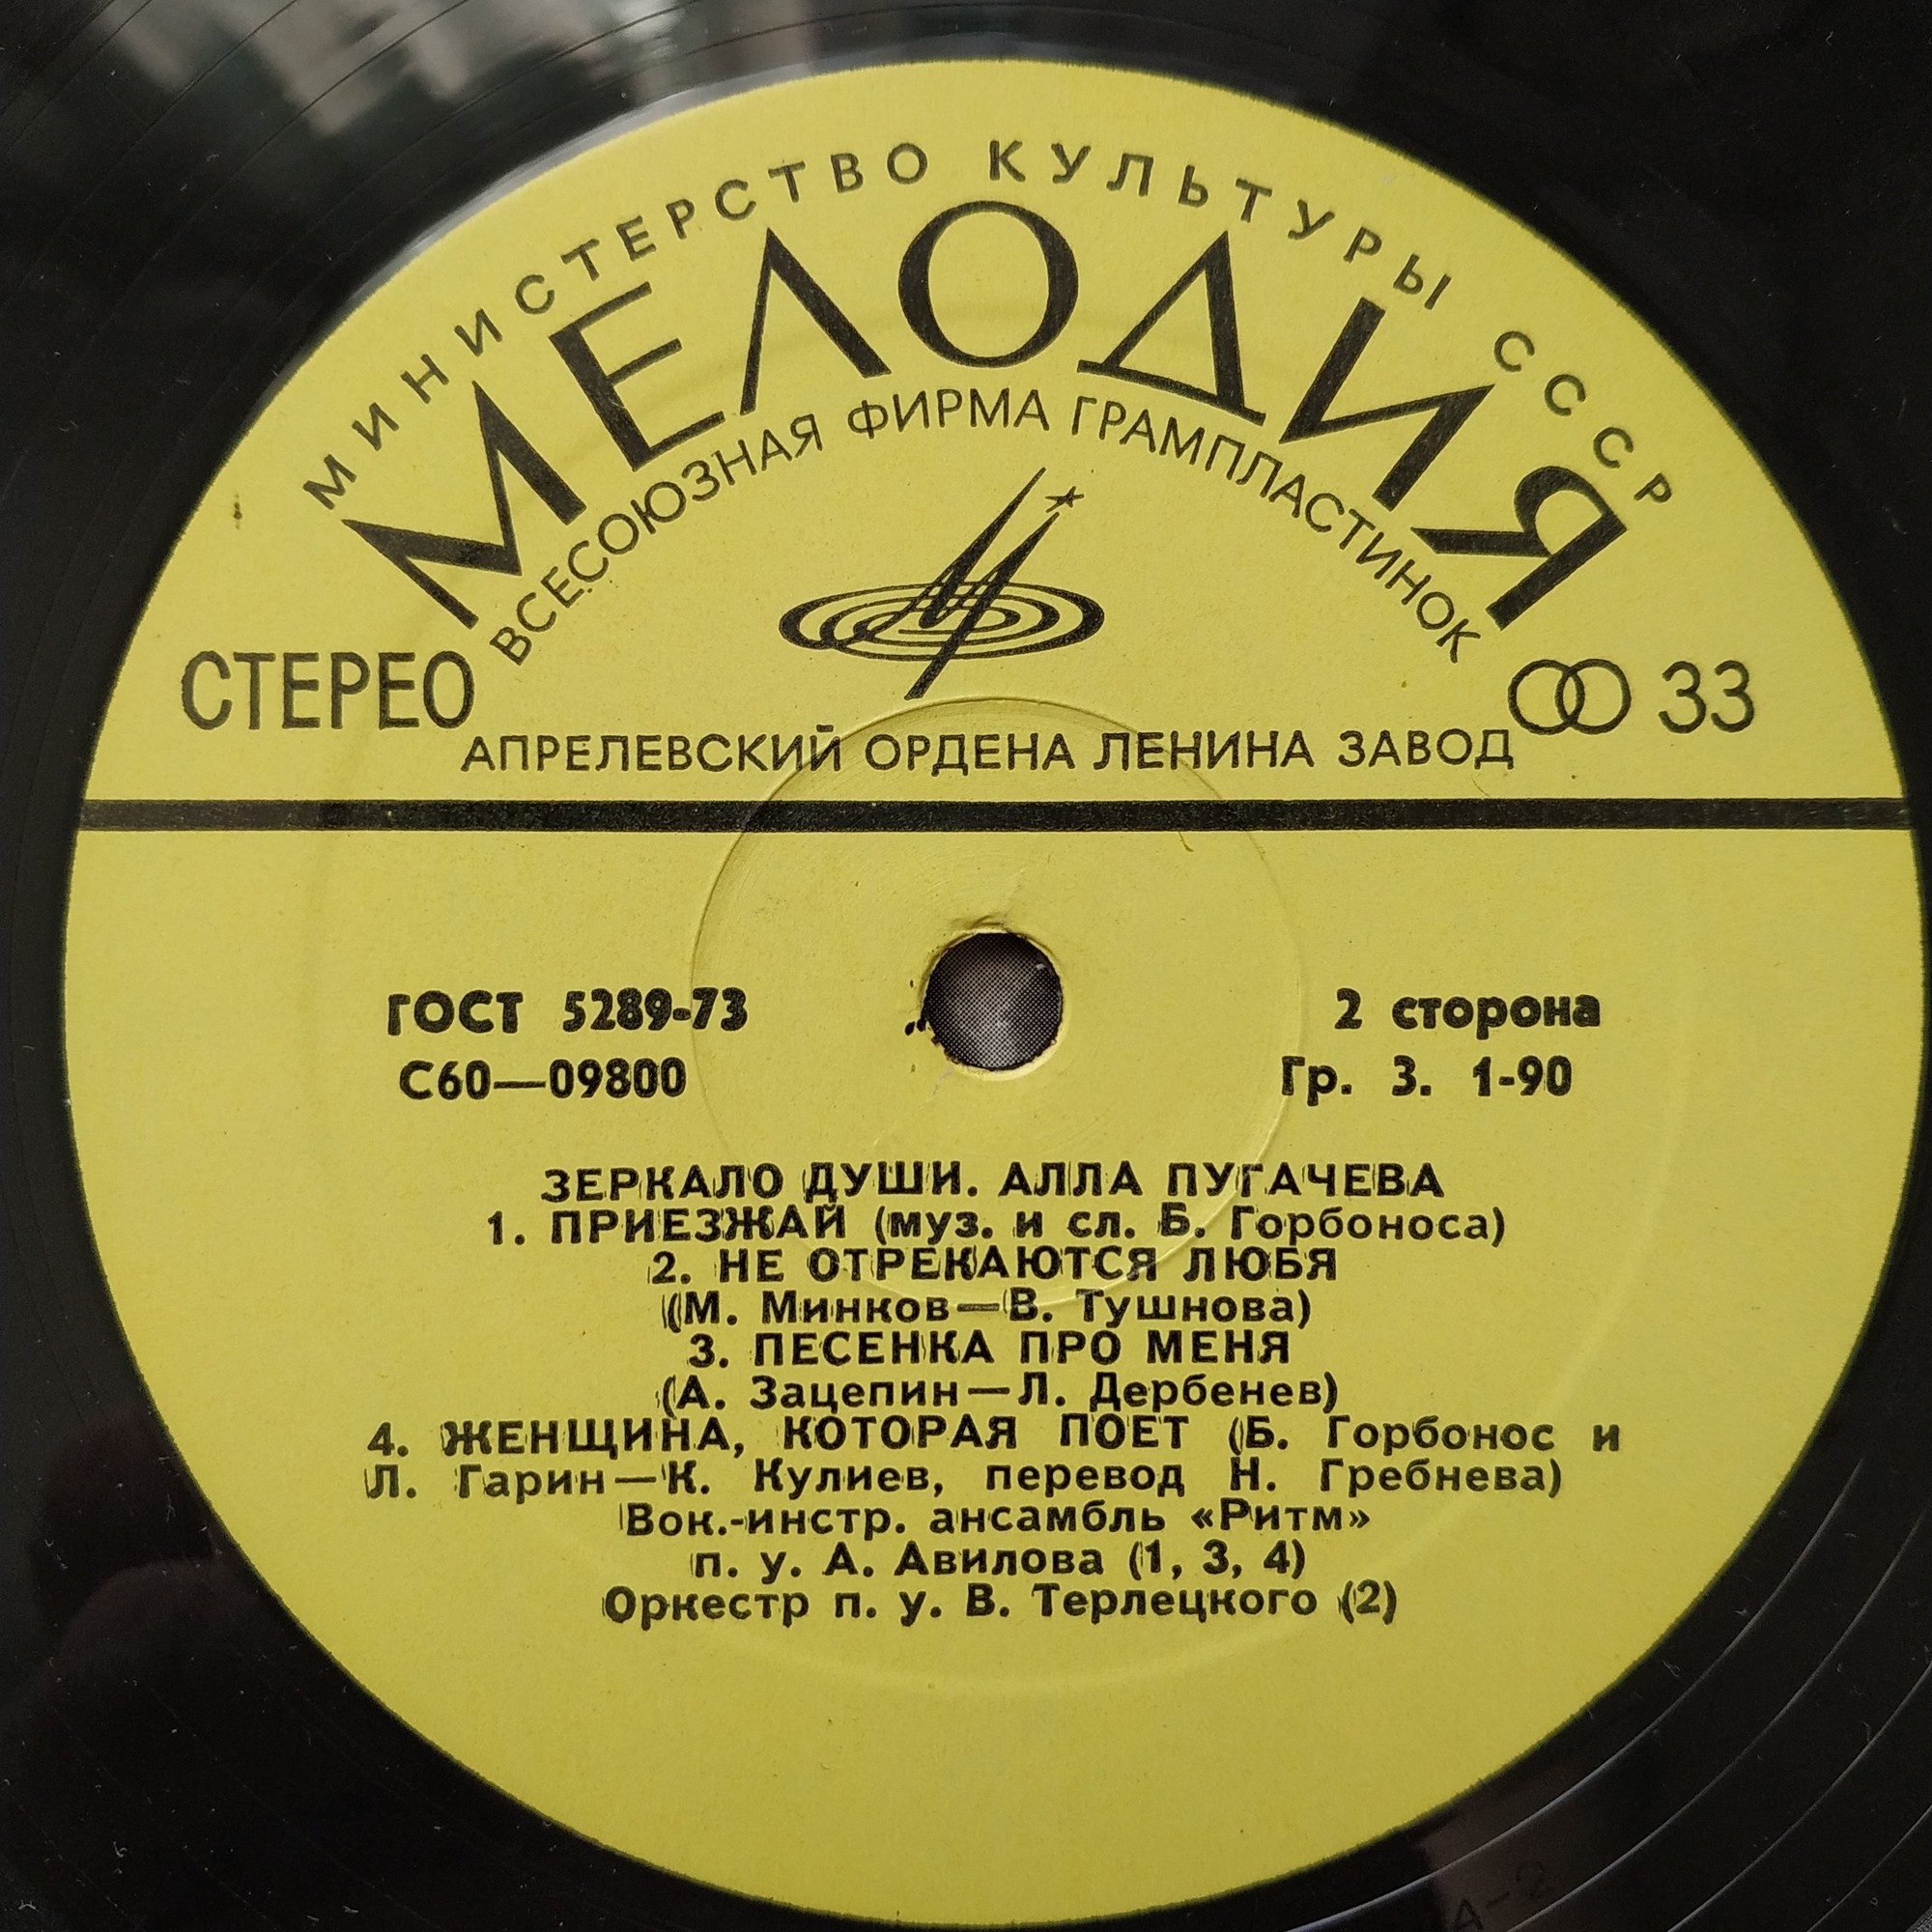 МИНИСТЕРСТВО КУЛЬТУРЫ СССР
МЕЛОДИЯ
ВСЕСОЮЗНАЯ ФИРМА ГРАМПЛАСТИНОК
СТЕРЕО
33
АПРЕЛЕВСКИЙ ОРДЕНА ЛЕНИНА ЗАВОД
ГОСТ 5289-73
2 сторона
С60—09800
Гр. 3. 1-90
ЗЕРКАЛО ДУШИ. АЛЛА ПУГАЧЕВА
1. ПРИЕЗЖАЙ (муз. и сл. Б. Горбоноса)
2. НЕ ОТРЕКАЮТСЯ ЛЮБЯ
(М. Минков—В. Тушнова)
3. ПЕСЕНКА ПРО МЕНЯ
(А. Зацепин—Л. Дербенев)
4. ЖЕНЩИНА, КОТОРАЯ ПОЕТ (Б. Горбонос и
Л. Гарин—К. Кулиев, перевод Н. Гребнева)
Вок.-инстр. ансамбль «Ритм»
п. у. А. Авилова (1, 3, 4)
Оркестр п. у. В. Терлецкого (2)